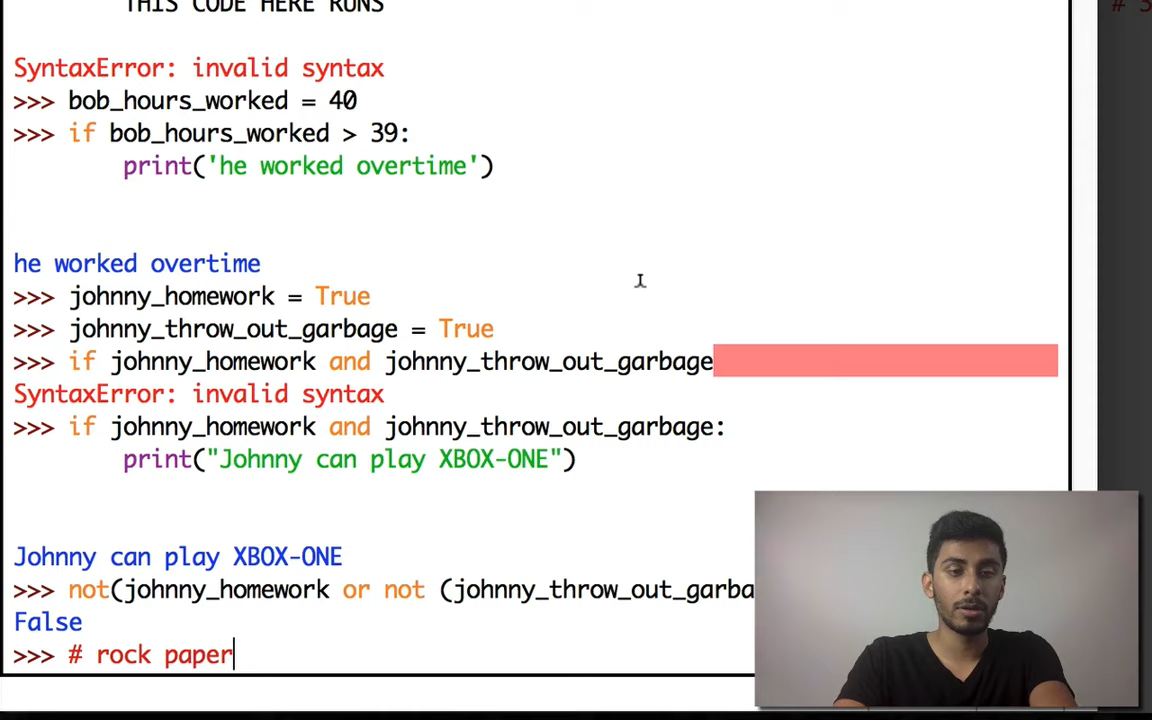 THIS CODE HERE RUNS
SyntaxError: invalid syntax
>>> bob_hours_worked = 40
>>> if bob_hours_worked > 39:
print('he worked overtime')
he worked overtime
>>> johnny_homework = True
>>> johnny_throw_out_garbage = True
>>> if johnny_homework and johnny_throw_out_garbage
SyntaxError: invalid syntax
>>> if johnny_homework and johnny_throw_out_garbage:
print("Johnny can play XBOX-ONE")
Johnny can play XBOX-ONE
>>> not(johnny_homework or not (johnny_throw_out_garba
False
>>> # rock paper